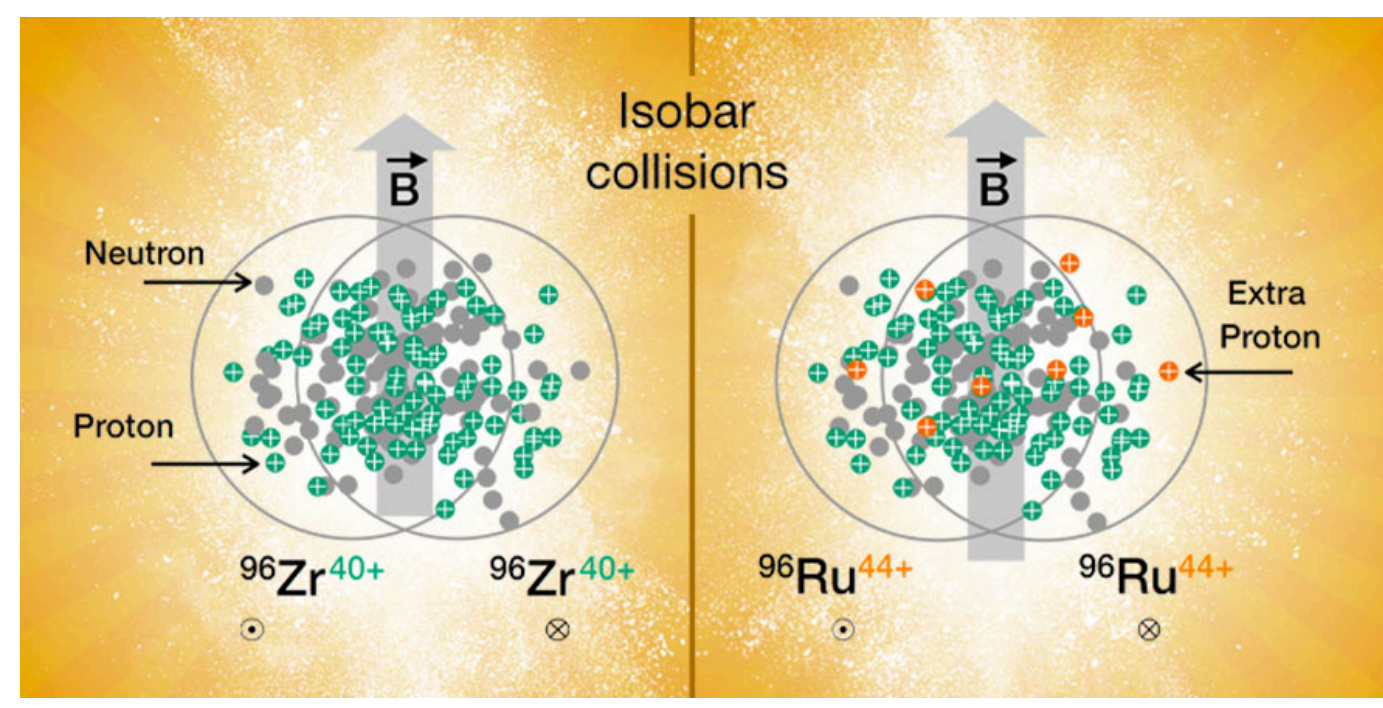 Isobar
collisions
B
Neutron
Proton
⁹⁶Zr⁴⁰⁺
⁹⁶Zr⁴⁰⁺
B
Extra
Proton
⁹⁶Ru⁴⁴⁺
⁹⁶Ru⁴⁴⁺